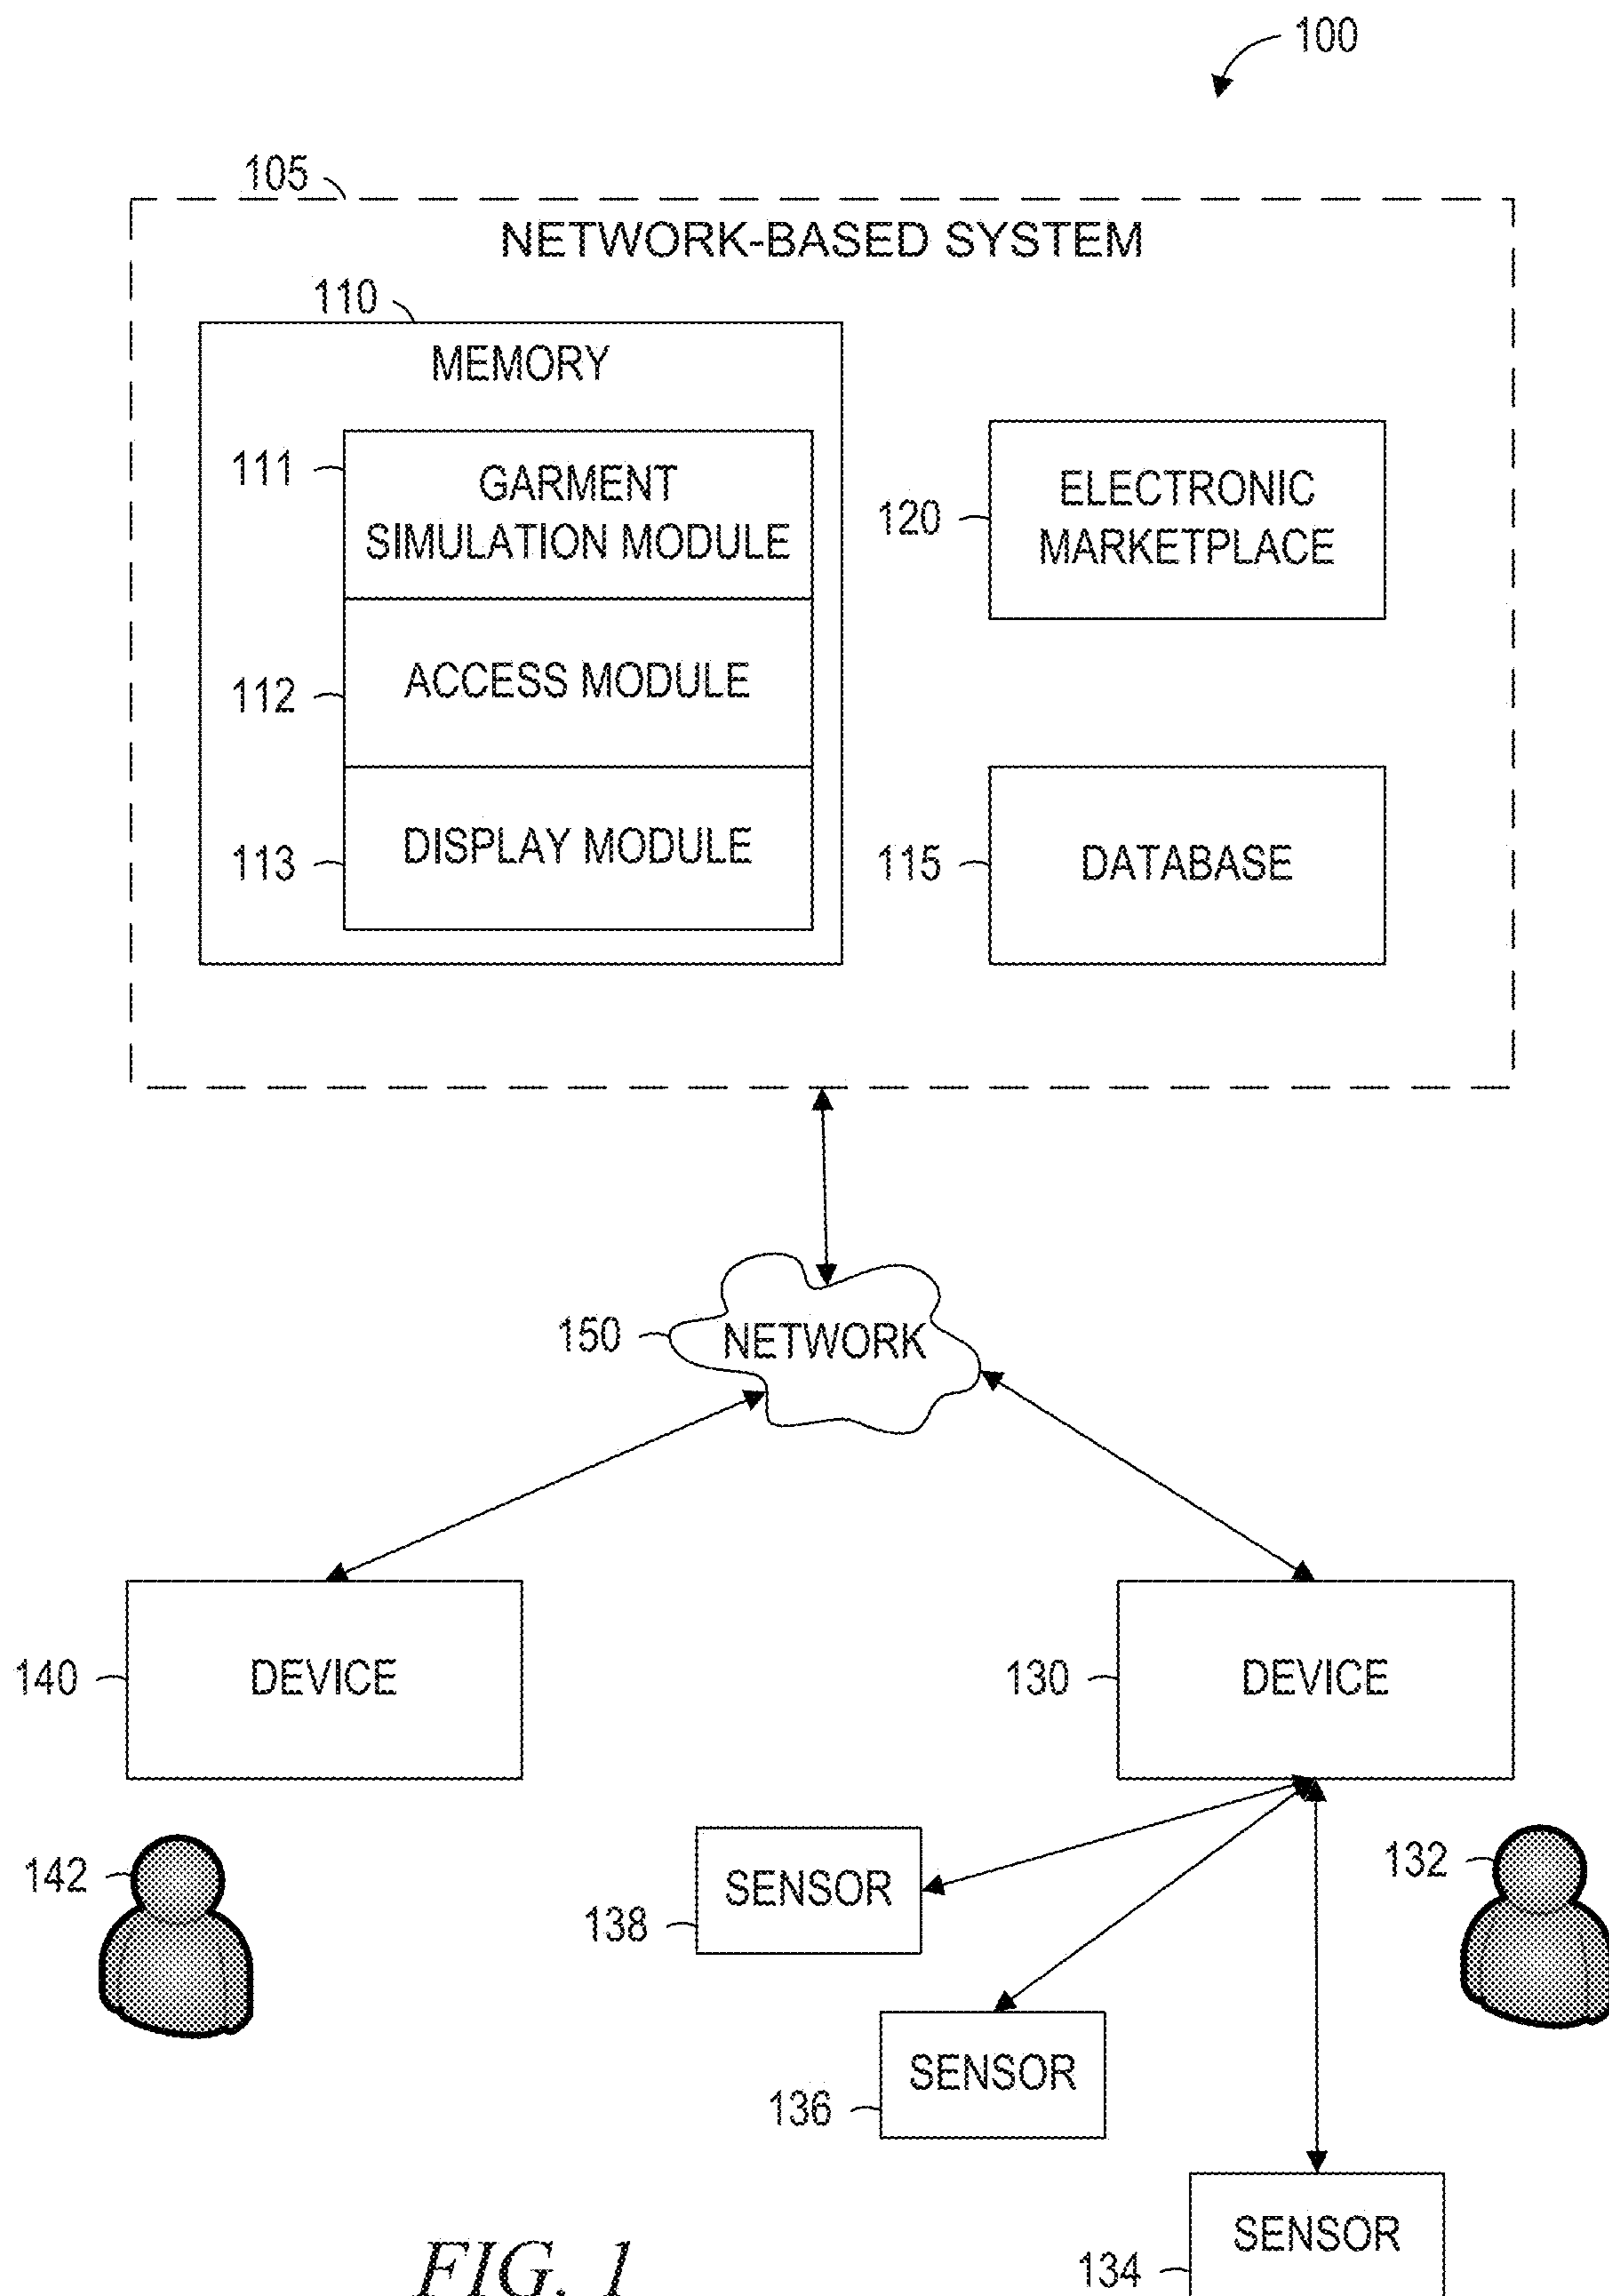 100
105
NETWORK-BASED SYSTEM
110
MEMORY
111
GARMENT
SIMULATION MODULE
120
ELECTRONIC
MARKETPLACE
112
ACCESS MODULE
113
DISPLAY MODULE
115
DATABASE
150
NETWORK
140
DEVICE
130
DEVICE
142
132
138
SENSOR
136
SENSOR
134
SENSOR
FIG. 1